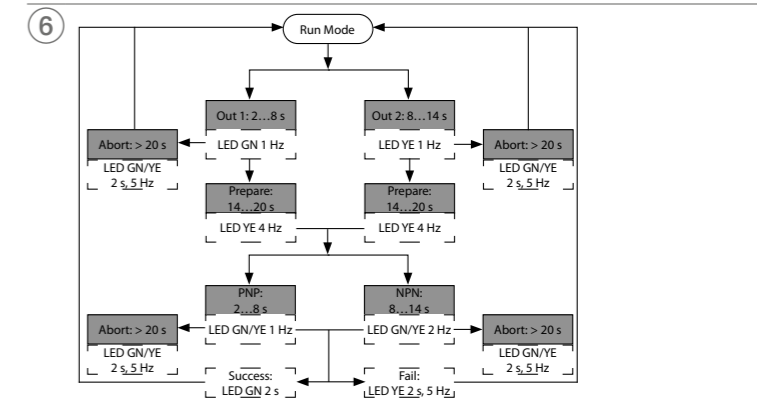 6
Run Mode
Out 1: 2…8 s
Out 2: 8…14 s
Abort: > 20 s
LED GN 1 Hz
LED YE 1 Hz
Abort: > 20 s
LED GN/YE
2 s, 5 Hz
LED GN/YE
2 s, 5 Hz
Prepare:
14…20 s
Prepare:
14…20 s
LED YE 4 Hz
LED YE 4 Hz
PNP:
2…8 s
NPN:
8…14 s
Abort: > 20 s
LED GN/YE 1 Hz
LED GN/YE 2 Hz
Abort: > 20 s
LED GN/YE
2 s, 5 Hz
LED GN/YE
2 s, 5 Hz
Success:
LED GN 2 s
Fail:
LED YE 2 s, 5 Hz